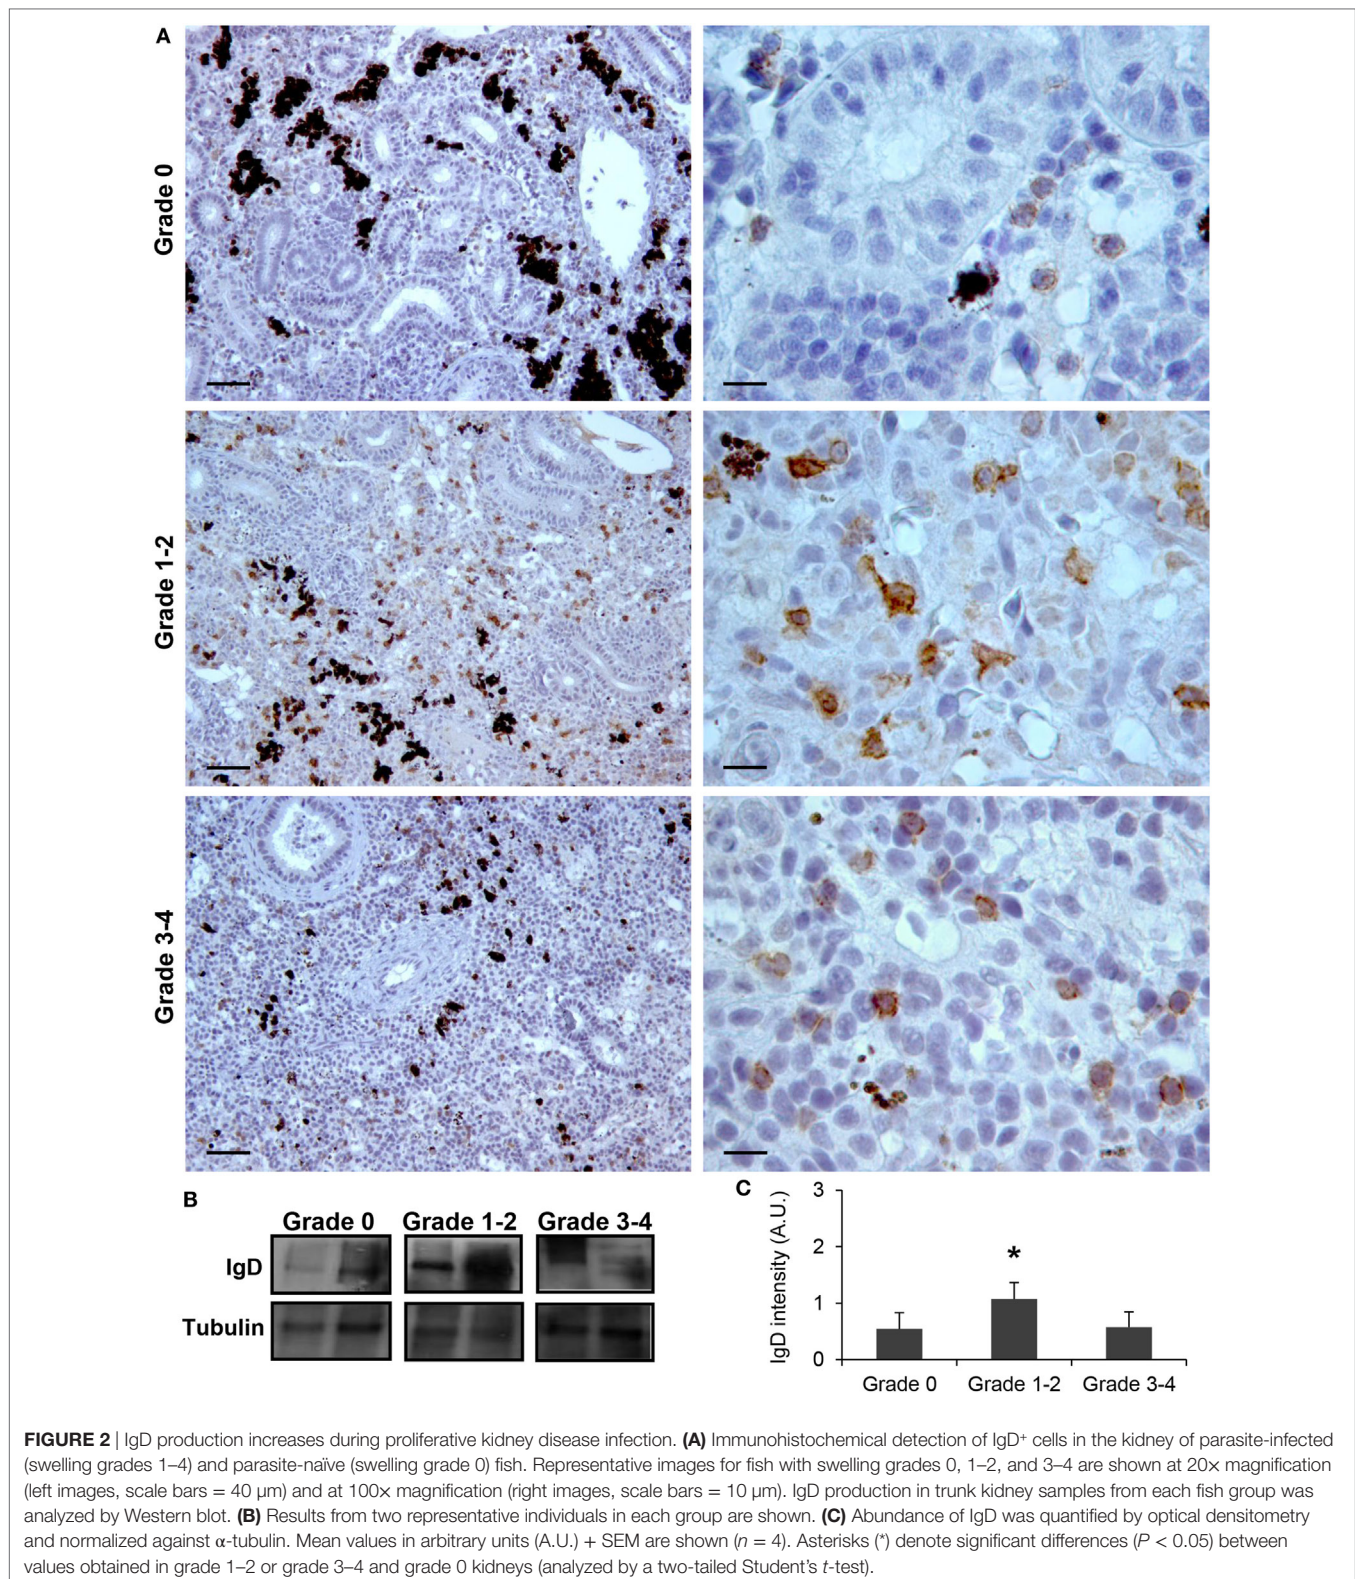 A
Grade 0
Grade 1-2
Grade 3-4
B
Grade 0 Grade 1-2 Grade 3-4
IgD
Tubulin
C
IgD intensity (A.U.)
3
2
1
0
*
Grade 0 Grade 1-2 Grade 3-4
FIGURE 2 | IgD production increases during proliferative kidney disease infection. (A) Immunohistochemical detection of IgD⁺ cells in the kidney of parasite-infected
(swelling grades 1–4) and parasite-naïve (swelling grade 0) fish. Representative images for fish with swelling grades 0, 1–2, and 3–4 are shown at 20× magnification
(left images, scale bars = 40 μm) and at 100× magnification (right images, scale bars = 10 μm). IgD production in trunk kidney samples from each fish group was
analyzed by Western blot. (B) Results from two representative individuals in each group are shown. (C) Abundance of IgD was quantified by optical densitometry
and normalized against α-tubulin. Mean values in arbitrary units (A.U.) + SEM are shown (n = 4). Asterisks (*) denote significant differences (P < 0.05) between
values obtained in grade 1–2 or grade 3–4 and grade 0 kidneys (analyzed by a two-tailed Student's t-test).